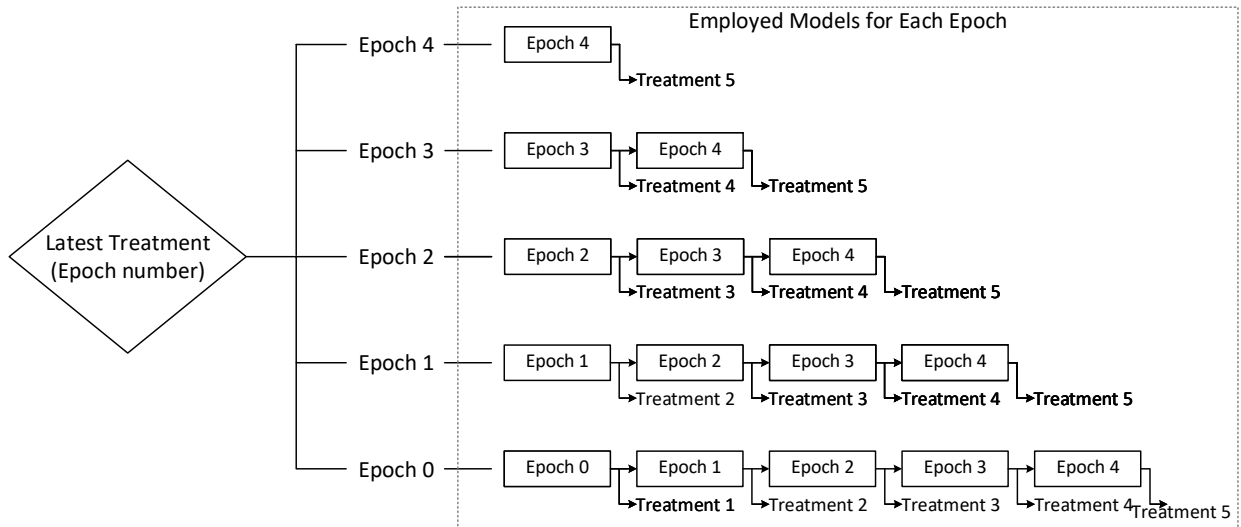 Employed Models for Each Epoch
Epoch 4
Epoch 4
Treatment 5
Epoch 3
Epoch 3
Epoch 4
Treatment 4
Treatment 5
Latest Treatment
(Epoch number)
Epoch 2
Epoch 2
Epoch 3
Epoch 4
Treatment 3
Treatment 4
Treatment 5
Epoch 1
Epoch 1
Epoch 2
Epoch 3
Epoch 4
Treatment 2
Treatment 3
Treatment 4
Treatment 5
Epoch 0
Epoch 0
Epoch 1
Epoch 2
Epoch 3
Epoch 4
Treatment 1
Treatment 2
Treatment 3
Treatment 4
Treatment 5